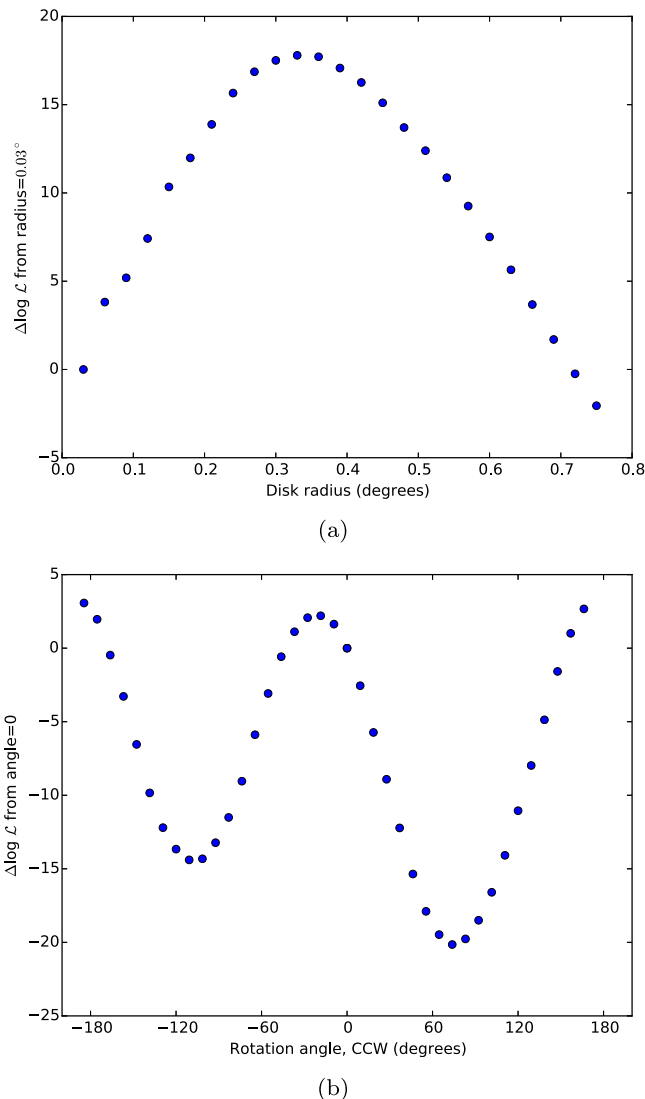 20
15
10
5
0
−5
Δlog ℒ from radius=0.03°
0.0 0.1 0.2 0.3 0.4 0.5 0.6 0.7 0.8
Disk radius (degrees)
(a)
5
0
−5
−10
−15
−20
−25
Δlog ℒ from angle=0
−180 −120 −60 0 60 120 180
Rotation angle, CCW (degrees)
(b)